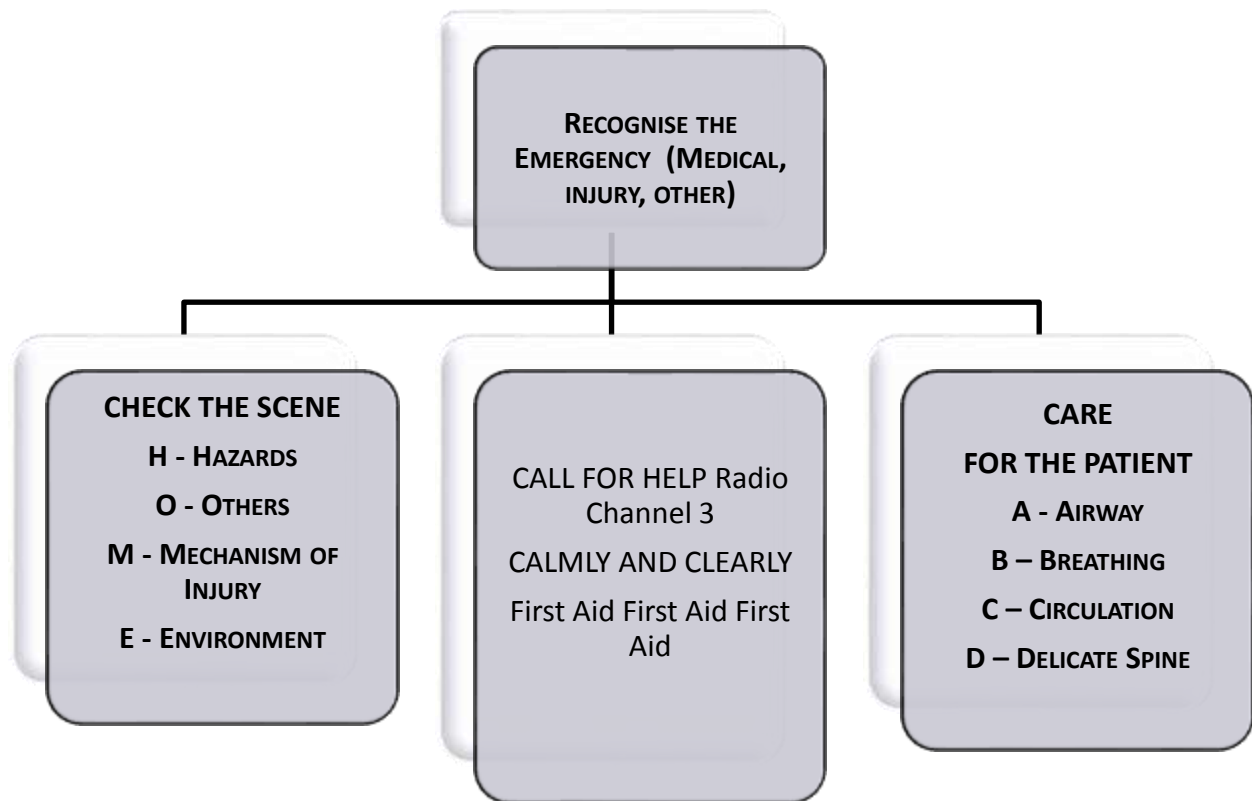 RECOGNISE THE
EMERGENCY (MEDICAL,
INJURY, OTHER)
CHECK THE SCENE
H - HAZARDS
O - OTHERS
M - MECHANISM OF
INJURY
E - ENVIRONMENT
CALL FOR HELP Radio
Channel 3
CALMLY AND CLEARLY
First Aid First Aid First
Aid
CARE
FOR THE PATIENT
A - AIRWAY
B – BREATHING
C – CIRCULATION
D – DELICATE SPINE